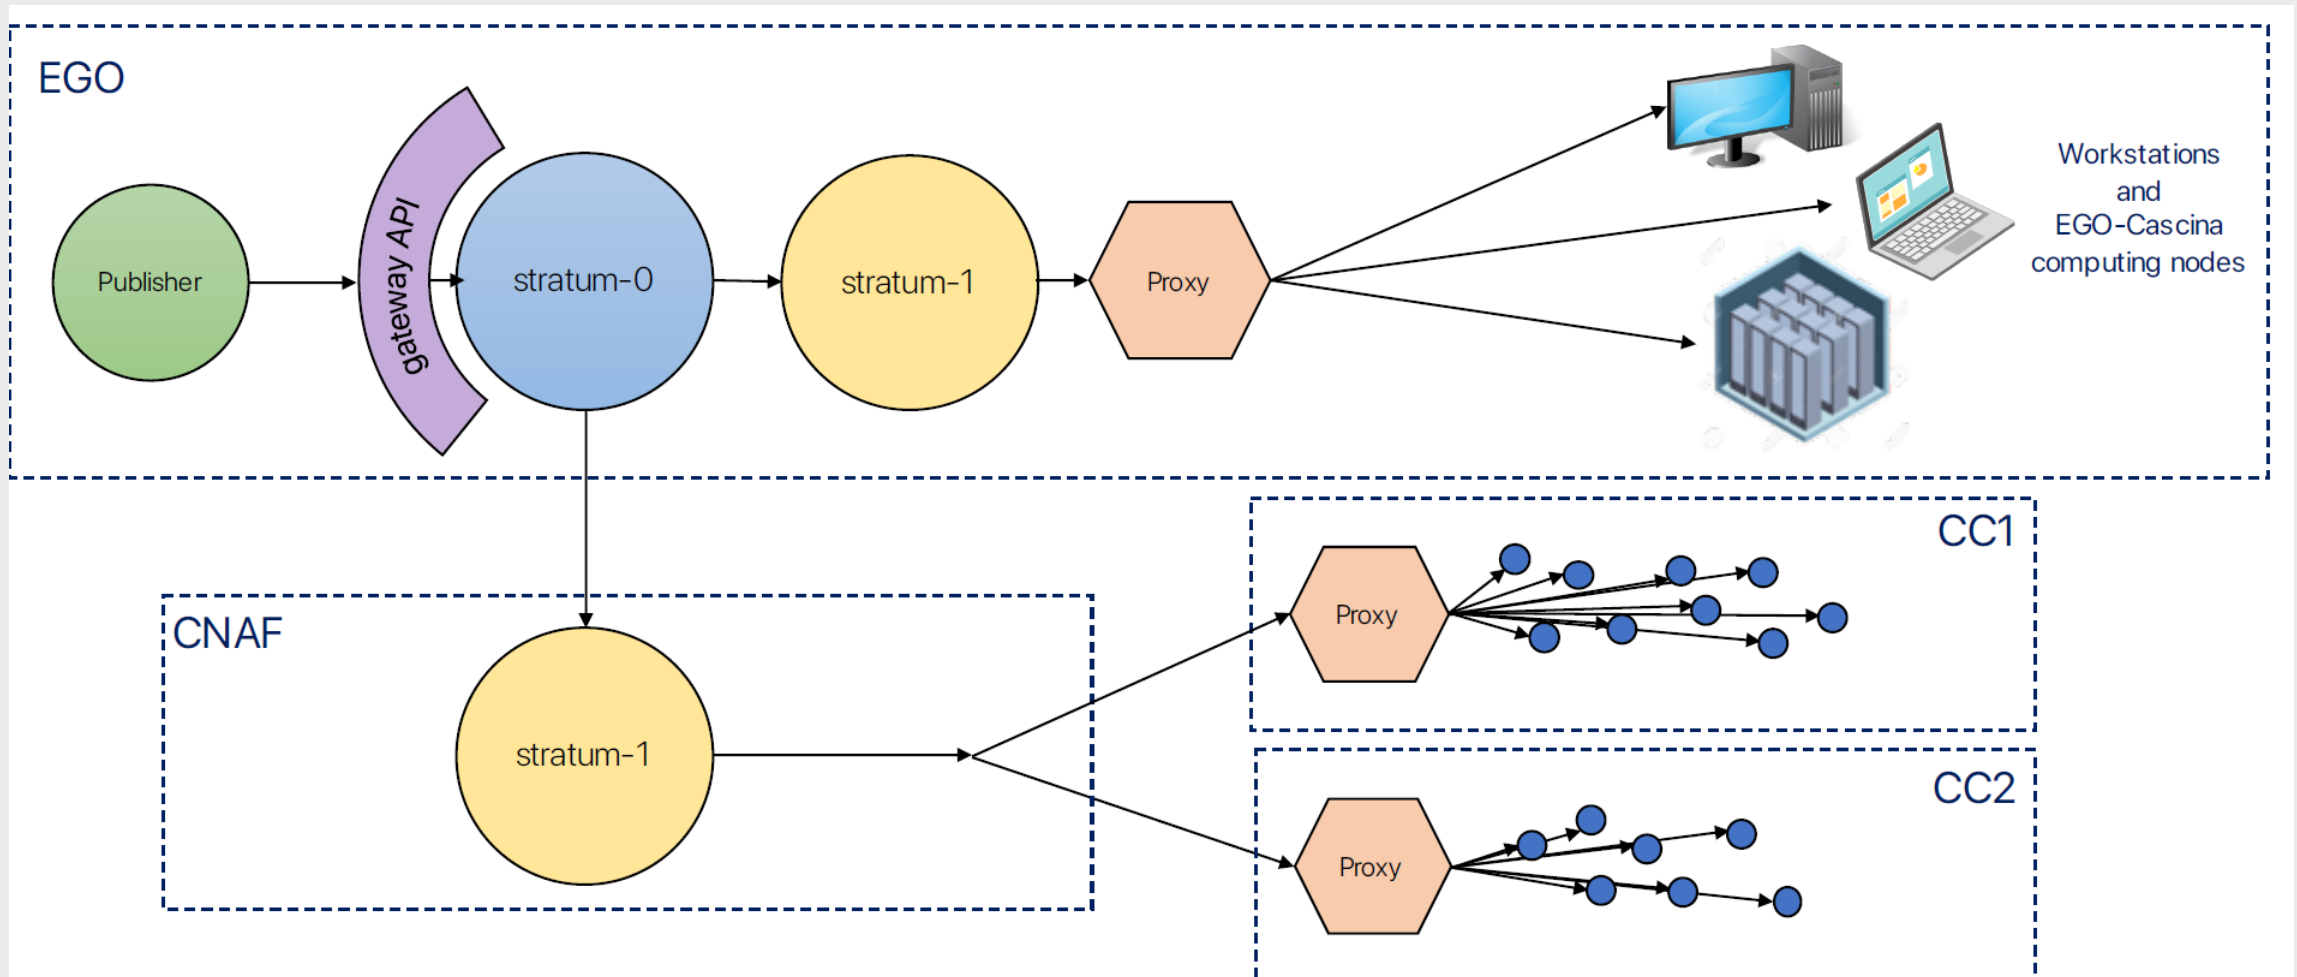 EGO
Publisher
gateway API
stratum-0
stratum-1
Proxy
Workstations
and
EGO-Cascina
computing nodes
CNAF
stratum-1
CC1
Proxy
CC2
Proxy